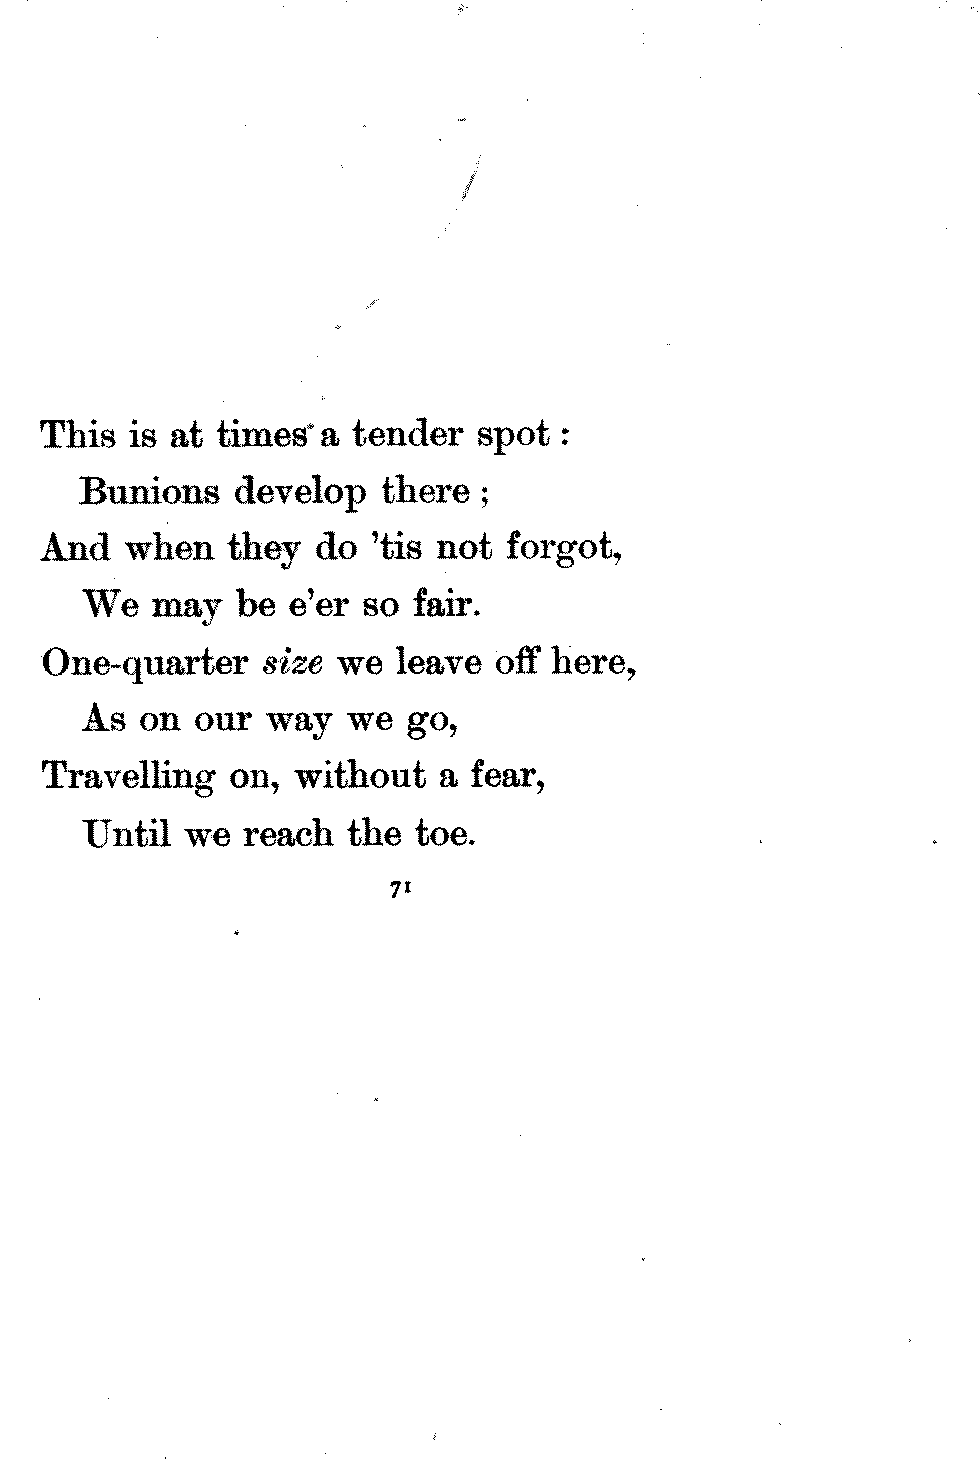 This is at times a tender spot :
Bunions develop there ;
And when they do 'tis not forgot,
We may be e'er so fair.
One-quarter size we leave off here,
As on our way we go,
Travelling on, without a fear,
Until we reach the toe.
71